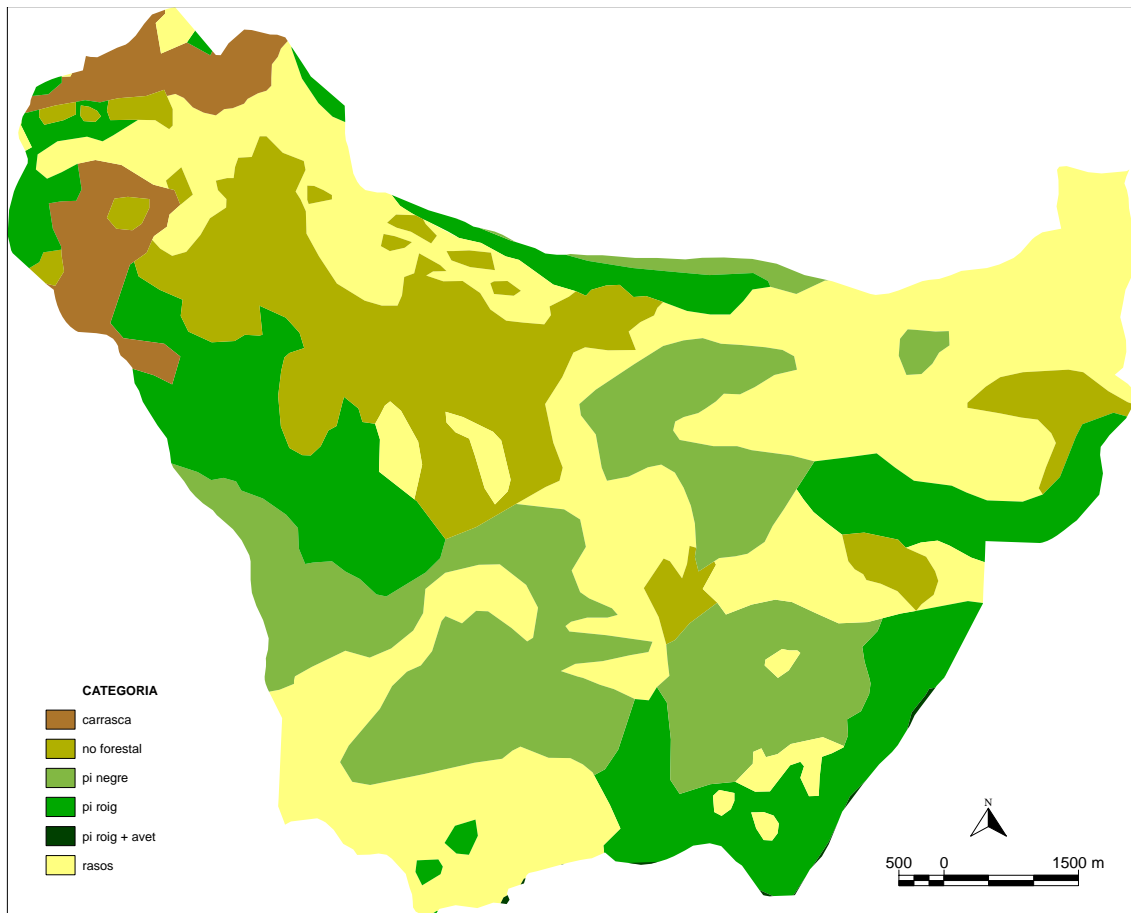 CATEGORIA
carrasca
no forestal
pi negre
pi roig
pi roig + avet
rasos
N
500 0 1500 m